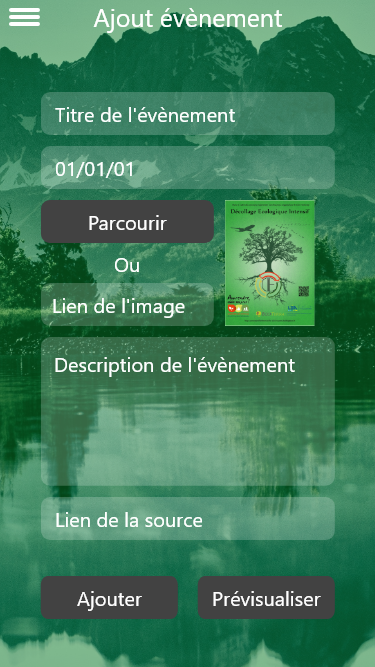 Ajout évènement
Titre de l'évènement
01/01/01
Parcourir
Décollage Ecologique Intensif
Ou
Lien de l'image
Description de l'évènement
Lien de la source
Ajouter
Prévisualiser